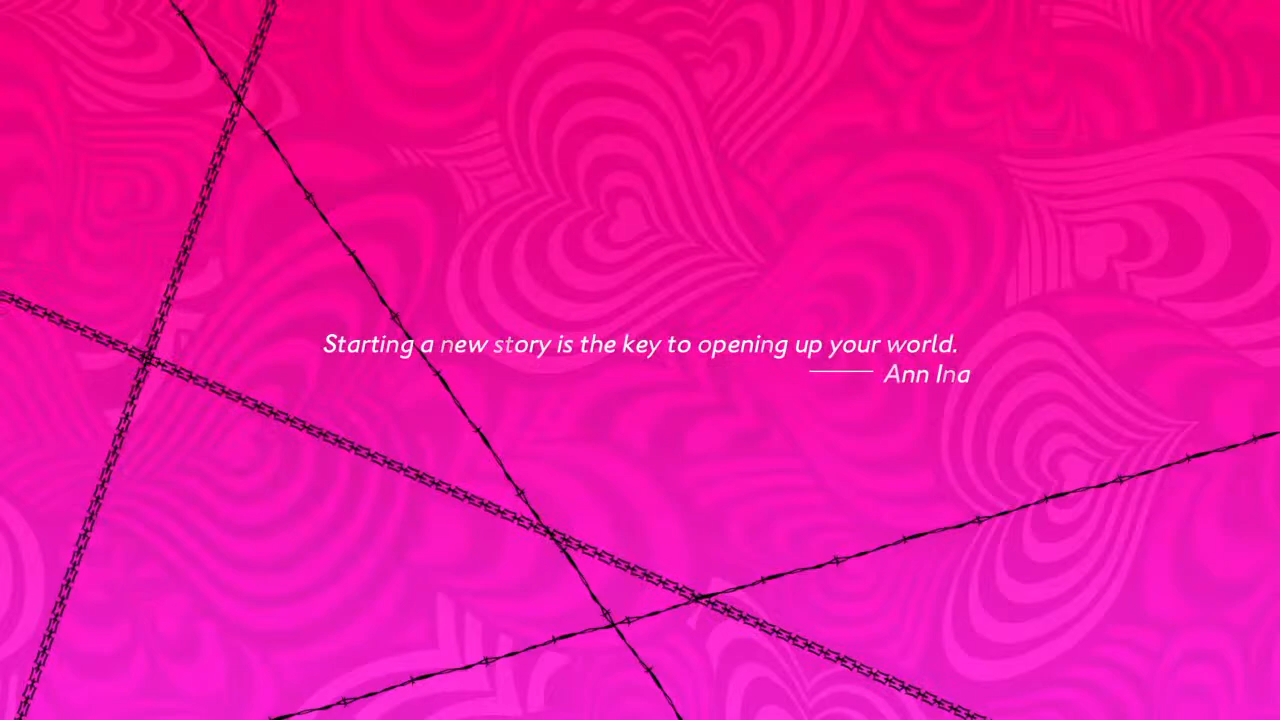 Starting a new story is the key to opening up your world.
—— Ann Ina